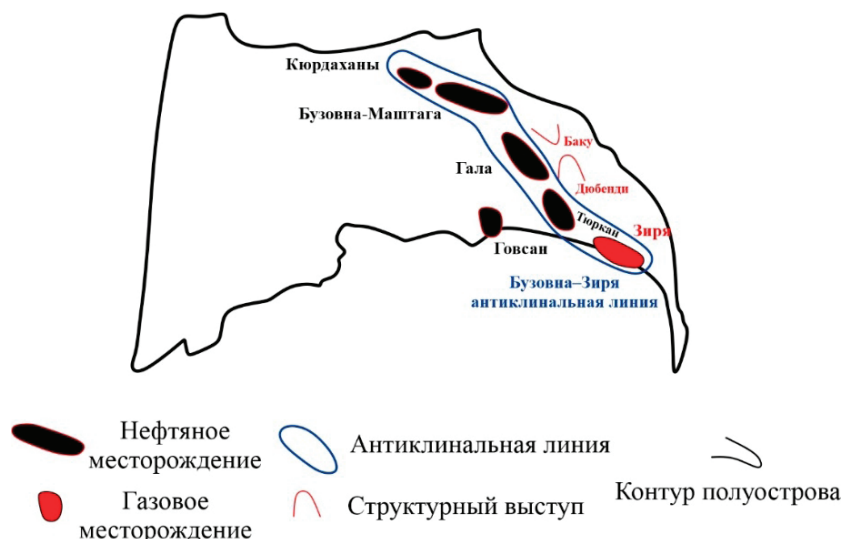 Кюрдаханы
Бузовна-Маштага
Баку
Гала
Дюбенди
Тюркан
Зиря
Говсан
Бузовна–Зиря
антиклинальная линия
Нефтяное
месторождение
Антиклинальная линия
Контур полуострова
Газовое
месторождение
Структурный выступ